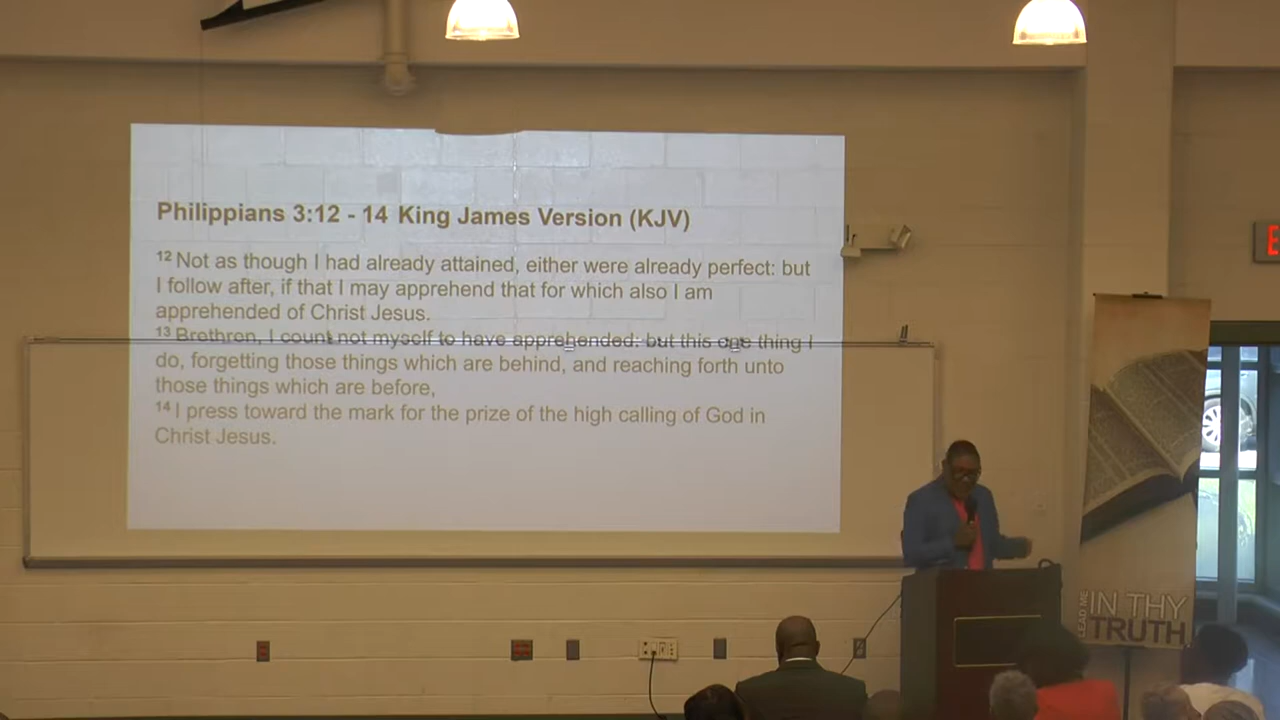 Philippians 3:12 - 14 King James Version (KJV)
12 Not as though I had already attained, either were already perfect: but
I follow after, if that I may apprehend that for which also I am
apprehended of Christ Jesus.
13 Brethren, I count not myself to have apprehended: but this one thing I
do, forgetting those things which are behind, and reaching forth unto
those things which are before,
14 I press toward the mark for the prize of the high calling of God in
Christ Jesus.
E
LEAD ME
IN THY
TRUTH